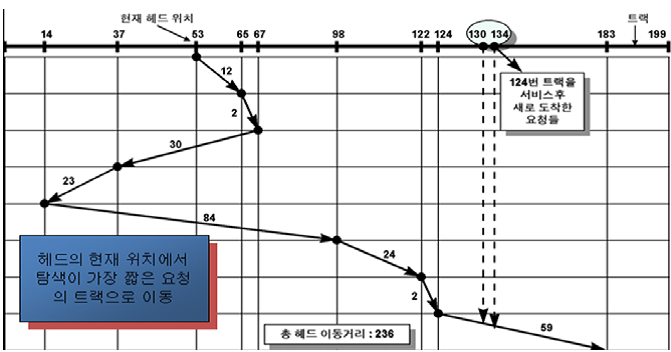 현재 헤드 위치
트랙
14 37 53 65 67 98 122 124 130 134 183 199
12
124번 트랙을
서비스후
새로 도착한
요청들
2
30
23
84
헤드의 현재 위치에서
탐색이 가장 짧은 요청
의 트랙으로 이동
24
2
59
총 헤드 이동거리 : 236